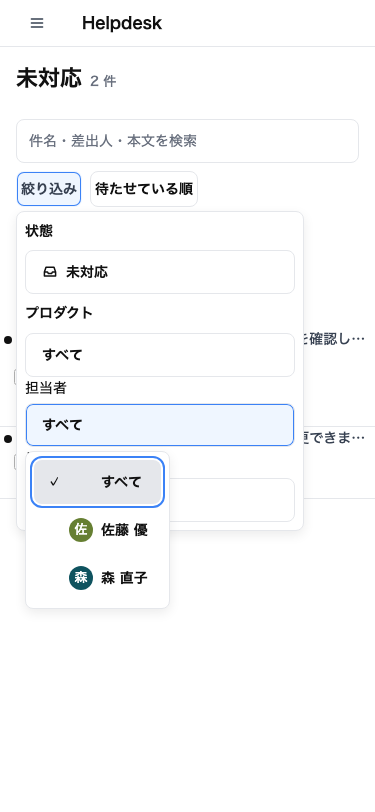 Helpdesk
未対応 2 件
件名・差出人・本文を検索
絞り込み 待たせている順
状態
未対応
プロダクト
すべて
を確認し…
担当者
すべて
更できま…
✓ すべて
佐 佐藤 優
森 森 直子